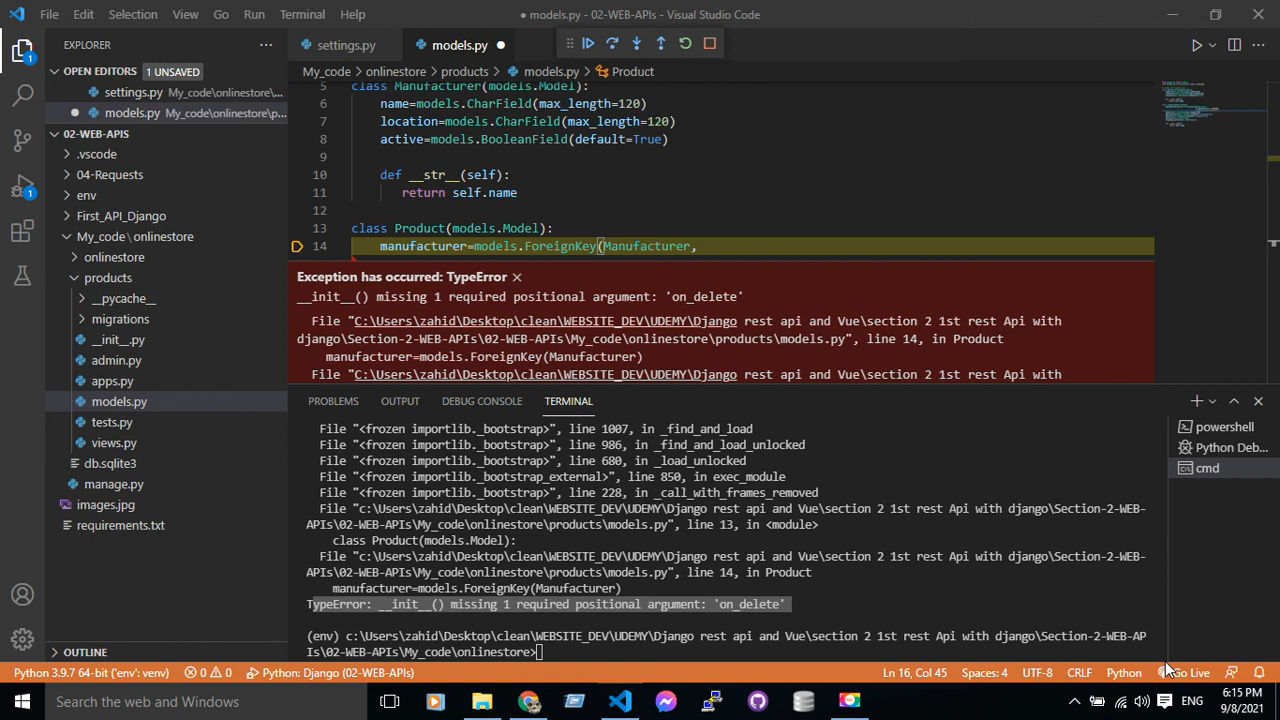 File Edit Selection View Go Run Terminal Help
● models.py - 02-WEB-APIs - Visual Studio Code
EXPLORER
OPEN EDITORS 1 UNSAVED
settings.py My_code\onlinestore\...
models.py My_code\onlinestore\p...
02-WEB-APIS
.vscode
04-Requests
env
First_API_Django
My_code\onlinestore
onlinestore
products
__pycache__
migrations
__init__.py
admin.py
apps.py
models.py
tests.py
views.py
db.sqlite3
manage.py
images.jpg
requirements.txt
OUTLINE
1
1
settings.py
models.py
My_code > onlinestore > products > models.py > Product
5 class Manufacturer(models.Model):
6 name=models.CharField(max_length=120)
7 location=models.CharField(max_length=120)
8 active=models.BooleanField(default=True)
9
10 def __str__(self):
11 return self.name
12
13 class Product(models.Model):
14 manufacturer=models.ForeignKey(Manufacturer,
Exception has occurred: TypeError
__init__() missing 1 required positional argument: 'on_delete'
File "C:\Users\zahid\Desktop\clean\WEBSITE_DEV\UDEMY\Django rest api and Vue\section 2 1st rest Api with
django\Section-2-WEB-APIs\02-WEB-APIs\My_code\onlinestore\products\models.py", line 14, in Product
manufacturer=models.ForeignKey(Manufacturer)
File "C:\Users\zahid\Desktop\clean\WEBSITE_DEV\UDEMY\Django rest api and Vue\section 2 1st rest Api with
PROBLEMS OUTPUT DEBUG CONSOLE TERMINAL
File "<frozen importlib._bootstrap>", line 1007, in _find_and_load
File "<frozen importlib._bootstrap>", line 986, in _find_and_load_unlocked
File "<frozen importlib._bootstrap>", line 680, in _load_unlocked
File "<frozen importlib._bootstrap_external>", line 850, in exec_module
File "<frozen importlib._bootstrap>", line 228, in _call_with_frames_removed
File "c:\Users\zahid\Desktop\clean\WEBSITE_DEV\UDEMY\Django rest api and Vue\section 2 1st rest Api with django\Section-2-WEB-
APIs\02-WEB-APIs\My_code\onlinestore\products\models.py", line 13, in <module>
class Product(models.Model):
File "c:\Users\zahid\Desktop\clean\WEBSITE_DEV\UDEMY\Django rest api and Vue\section 2 1st rest Api with django\Section-2-WEB-
APIs\02-WEB-APIs\My_code\onlinestore\products\models.py", line 14, in Product
manufacturer=models.ForeignKey(Manufacturer)
TypeError: __init__() missing 1 required positional argument: 'on_delete'
(env) c:\Users\zahid\Desktop\clean\WEBSITE_DEV\UDEMY\Django rest api and Vue\section 2 1st rest Api with django\Section-2-WEB-AP
Is\02-WEB-APIs\My_code\onlinestore>
powershell
Python Deb...
cmd
Python 3.9.7 64-bit ('env': venv) 0 0 Python: Django (02-WEB-APIs) Ln 16, Col 45 Spaces: 4 UTF-8 CRLF Python Go Live
Type here to search
ENG
6:15 PM
9/8/2021